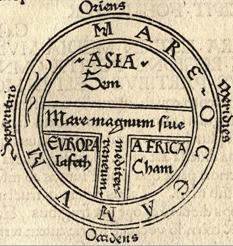 Oriens
MARE OCEANVM
ASIA
Sem
Mare magnum siue
mediterraneum
EVROPA
Iafeth
AFRICA
Cham
Septentrio
Meridies
Occidens